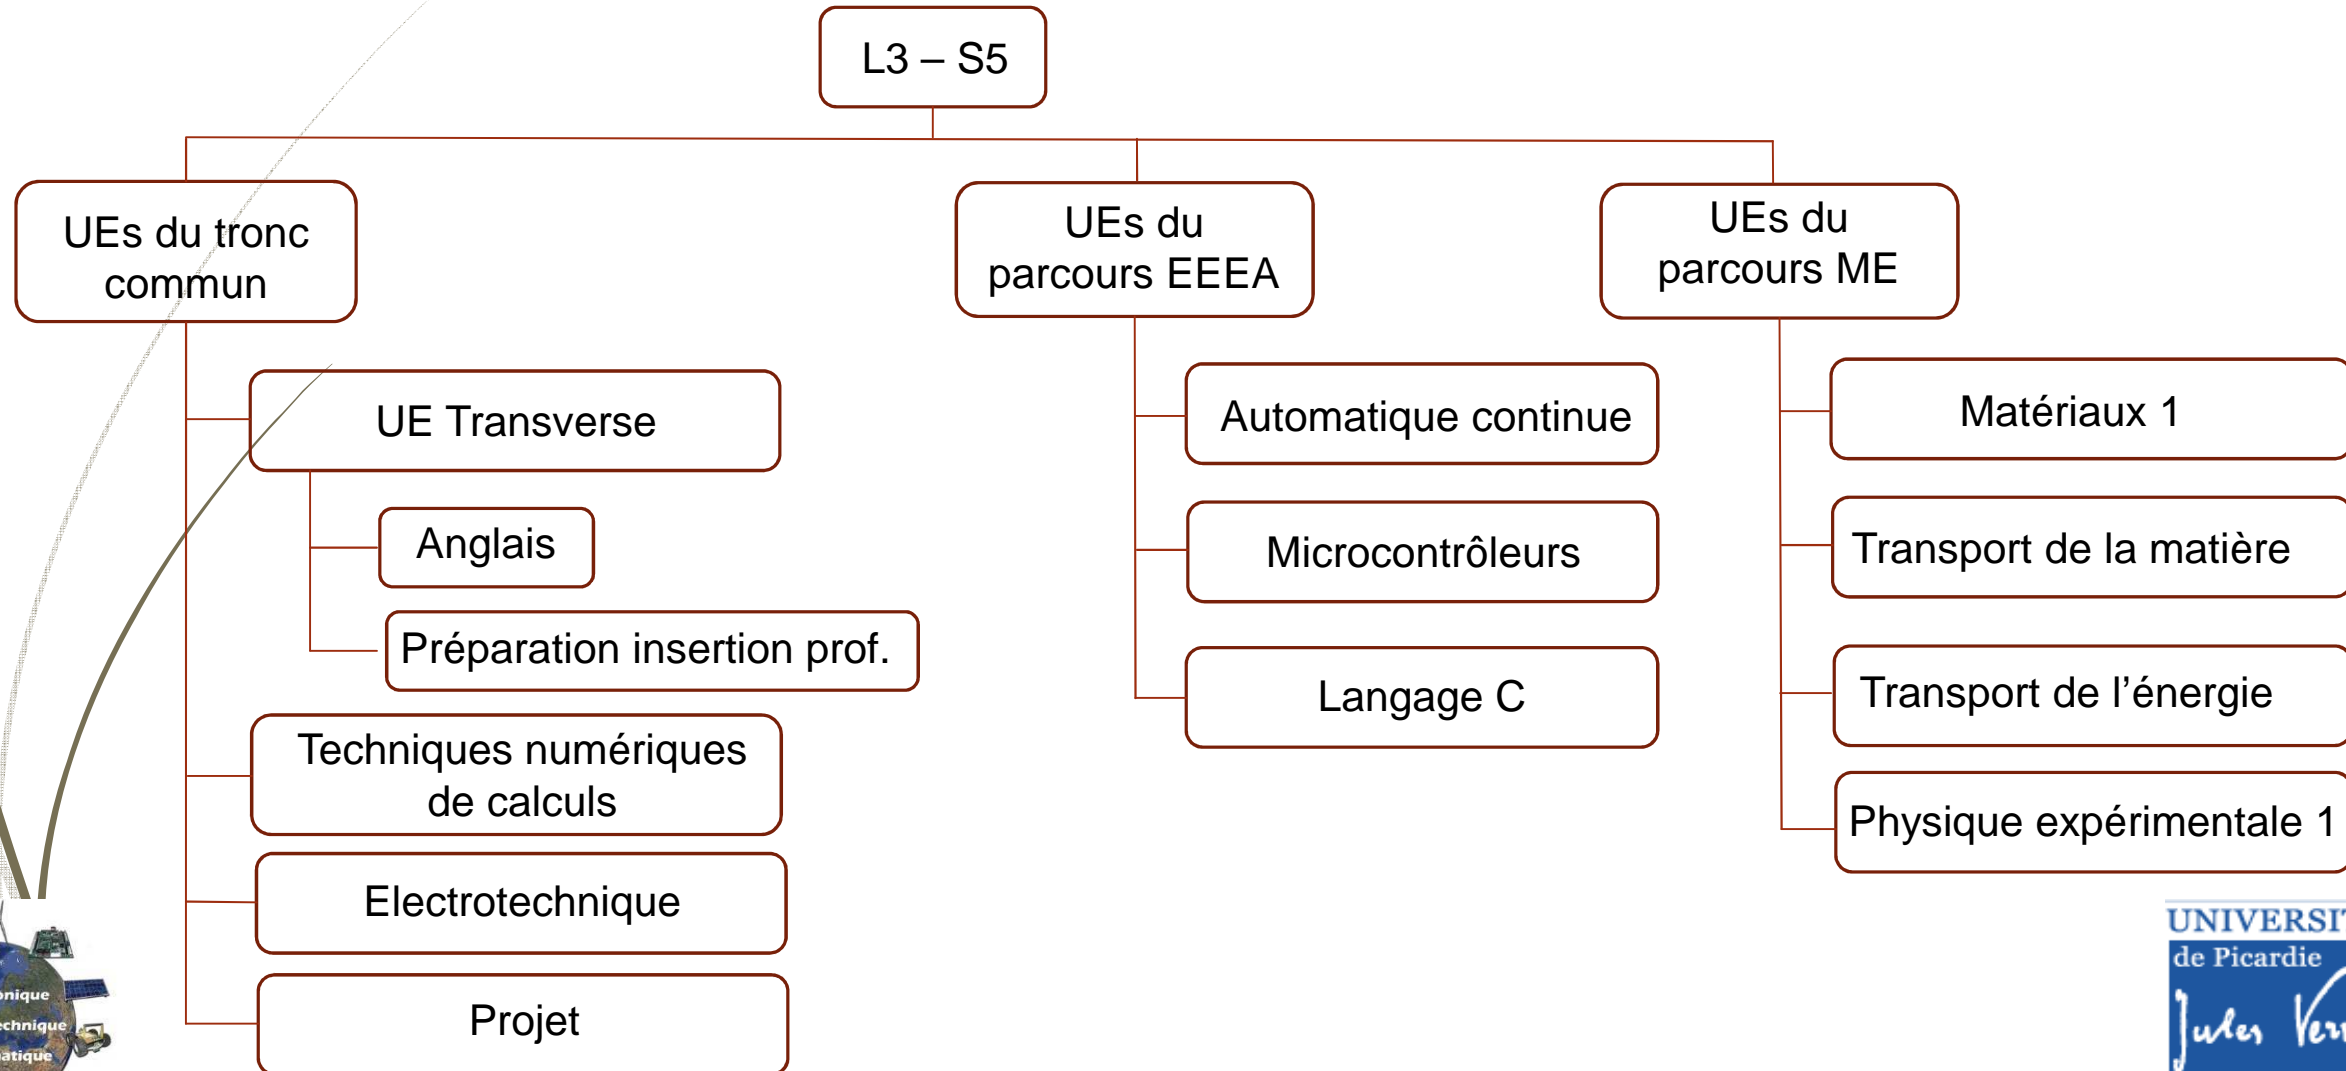 L3 – S5
UEs du tronc
commun
UE Transverse
Anglais
Préparation insertion prof.
Techniques numériques
de calculs
Electrotechnique
Projet
UEs du
parcours EEEA
Automatique continue
Microcontrôleurs
Langage C
UEs du
parcours ME
Matériaux 1
Transport de la matière
Transport de l’énergie
Physique expérimentale 1
de Picardie
Jules